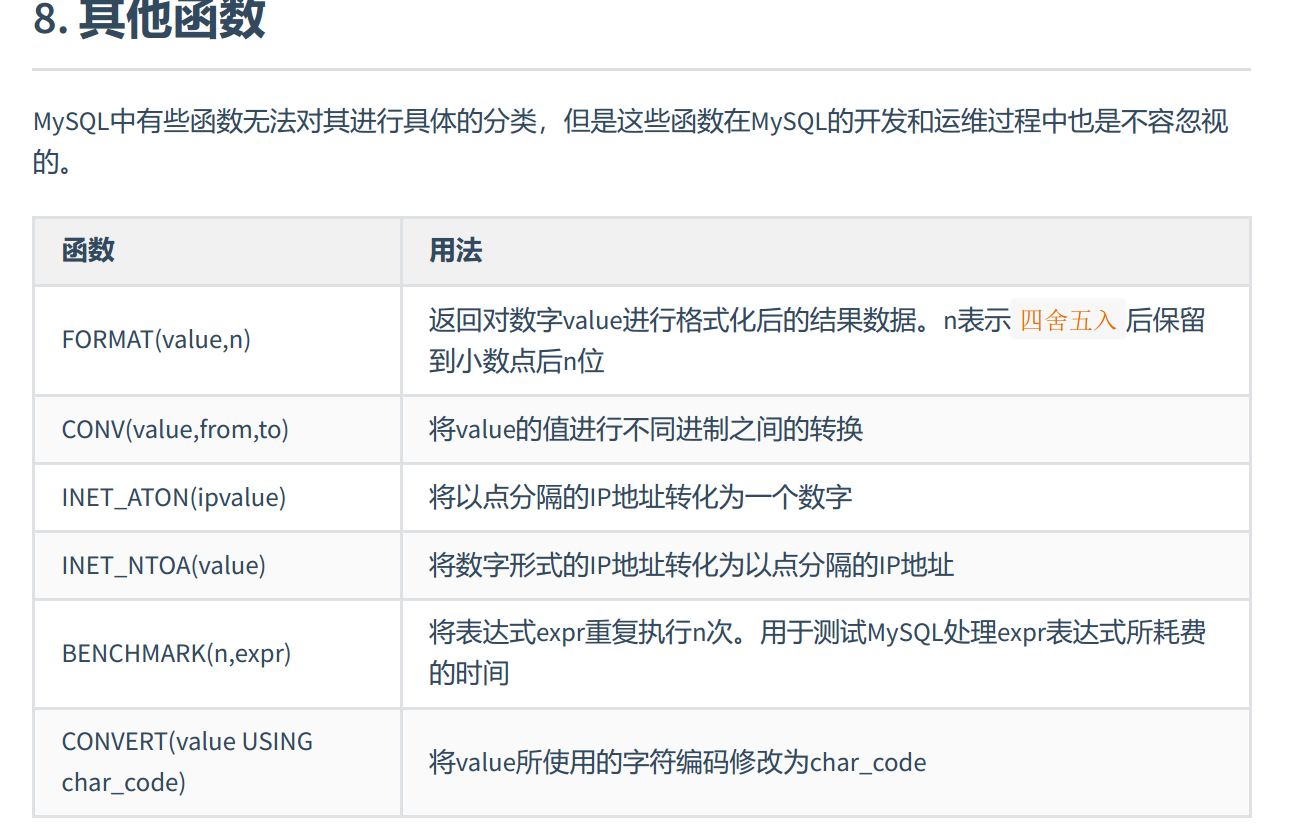 8. 其他函数
MySQL中有些函数无法对其进行具体的分类，但是这些函数在MySQL的开发和运维过程中也是不容忽视
的。
函数 用法
FORMAT(value,n) 返回对数字value进行格式化后的结果数据。n表示 四舍五入 后保留
到小数点后n位
CONV(value,from,to) 将value的值进行不同进制之间的转换
INET_ATON(ipvalue) 将以点分隔的IP地址转化为一个数字
INET_NTOA(value) 将数字形式的IP地址转化为以点分隔的IP地址
BENCHMARK(n,expr) 将表达式expr重复执行n次。用于测试MySQL处理expr表达式所耗费
的时间
CONVERT(value USING
char_code) 将value所使用的字符编码修改为char_code